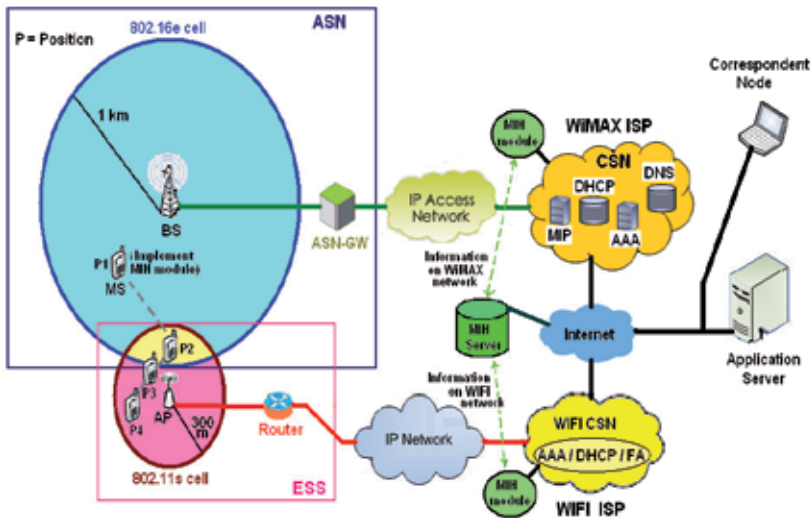 ASN
802.16e cell
P = Position
1 km
BS
P1
(Implement
MIH module)
MS
ASN-GW
IP Access
Network
MIH
module
WiMAX ISP
CSN
DHCP
DNS
MIP
AAA
Correspondent
Node
Information
on WiMAX
network
MIH
Server
Internet
Application
Server
Information
on WIFI
network
P2
P3
P4
AP
300
m
802.11s cell
ESS
Router
IP Network
WIFI CSN
AAA / DHCP / FA
MIH
module
WIFI ISP